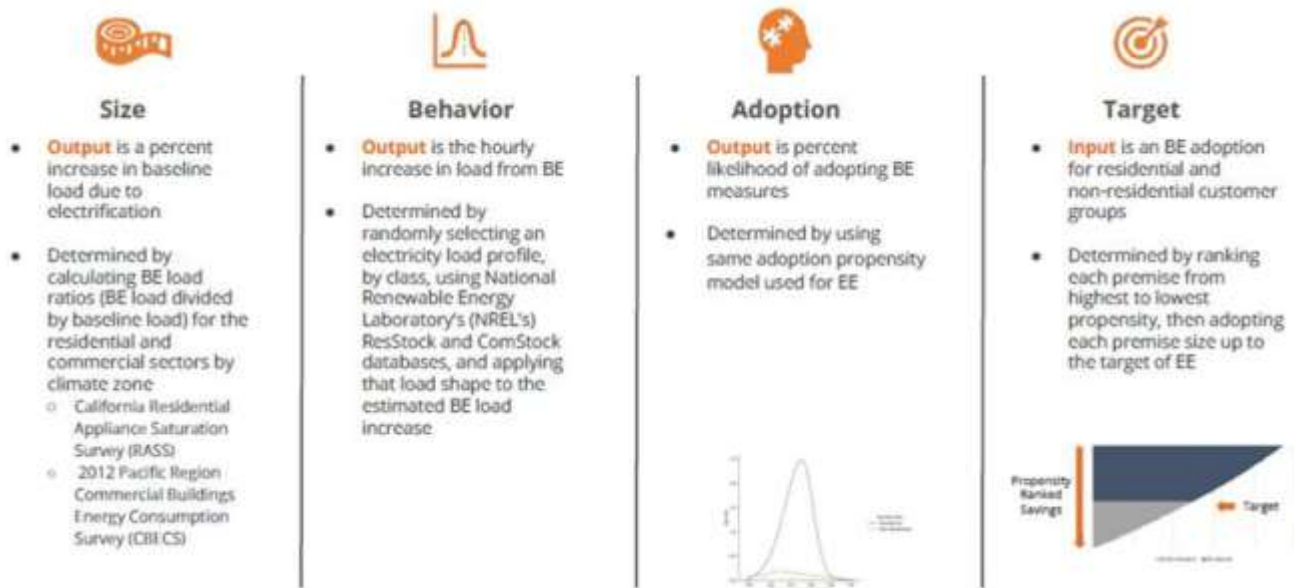 Size
• Output is a percent
increase in baseline
load due to
electrification
• Determined by
calculating BE load
ratios (BE load divided
by baseline load) for the
residential and
commercial sectors by
climate zone
○ California Residential
Appliance Saturation
Survey (RASS)
○ 2012 Pacific Region
Commercial Buildings
Energy Consumption
Survey (CBECS)
Behavior
• Output is the hourly
increase in load from BE
• Determined by
randomly selecting an
electricity load profile,
by class, using National
Renewable Energy
Laboratory's (NREL's)
ResStock and ComStock
databases, and applying
that load shape to the
estimated BE load
increase
Adoption
• Output is percent
likelihood of adopting BE
measures
• Determined by using
same adoption propensity
model used for EE
Target
• Input is an BE adoption
for residential and
non-residential customer
groups
• Determined by ranking
each premise from
highest to lowest
propensity, then adopting
each premise size up to
the target of EE
Propensity
Ranked
Savings
Target